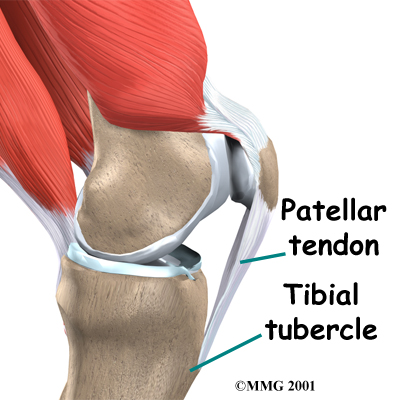 Patellar
tendon
Tibial
tubercle
©MMG 2001